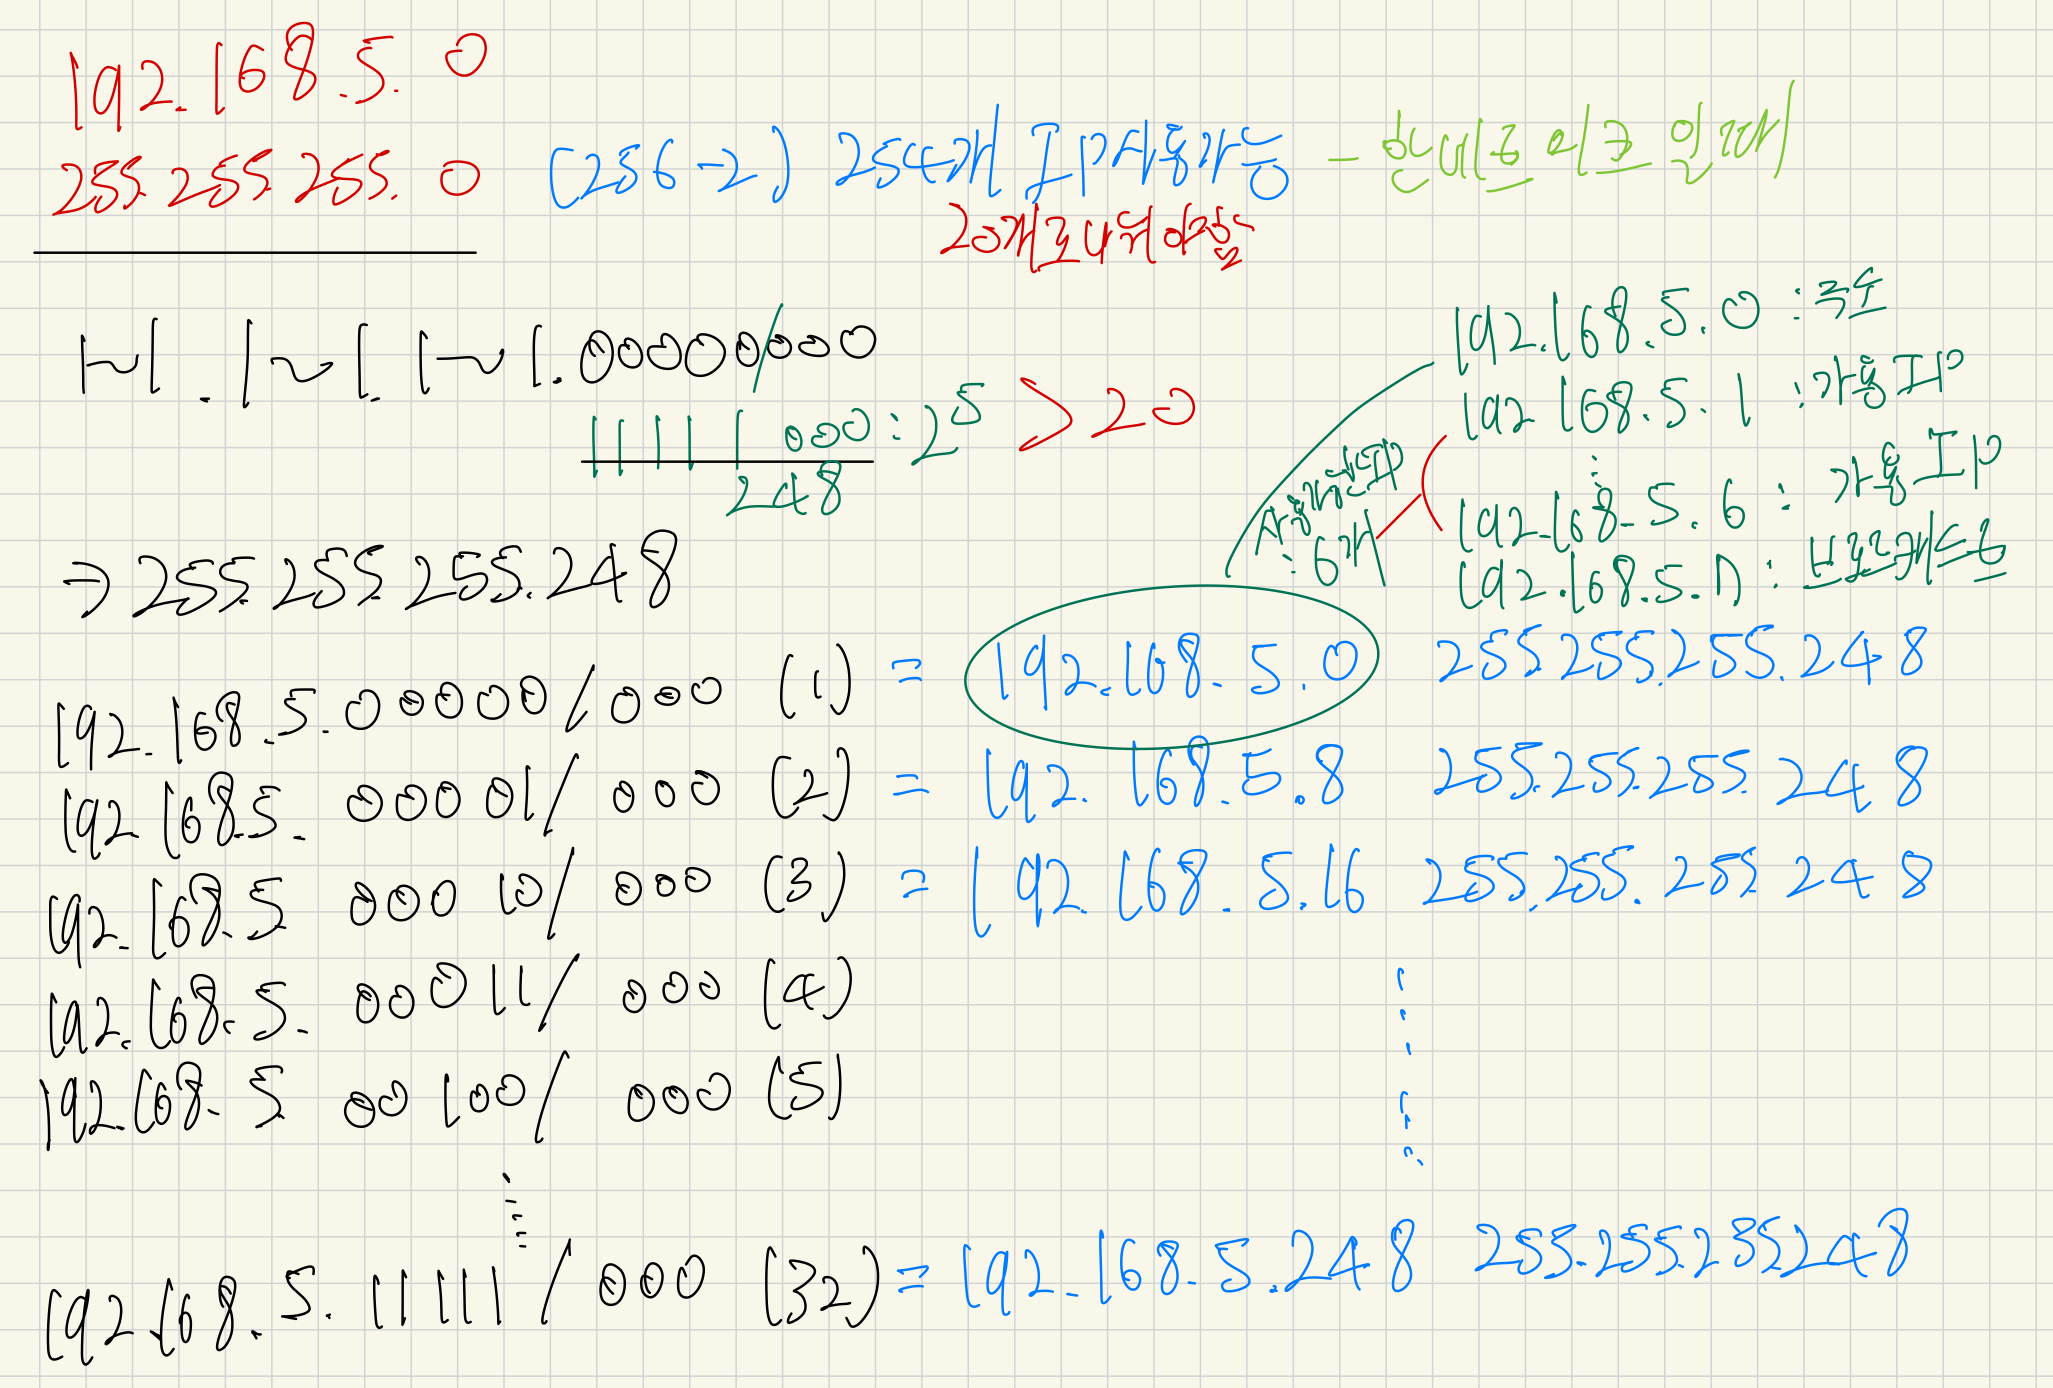 192.168.5.0
255.255.255.0 (256-2) 254개 IP사용가능 - 한네트워크일때
20개로 나눠야함
1~1.1~1.1~1.00000/000
11111 000 : 2^5 > 20
248
⇒ 255.255.255.248
192.168.5.0 : 주소
192.168.5.1 : 가용IP
⋮
192.168.5.6 : 가용IP
192.168.5.7 : 브로드캐스트
사용가능한IP
: 6개
192.168.5.00000/000 (1) = 192.168.5.0 255.255.255.248
192.168.5.00001/000 (2) = 192.168.5.8 255.255.255.248
192.168.5 00010/000 (3) = 192.168.5.16 255.255.255.248
192.168.5. 00011/000 (4)
192.168.5 00100/000 (5)
⋮
192.168.5.11111/000 (32) = 192.168.5.248 255.255.255.248